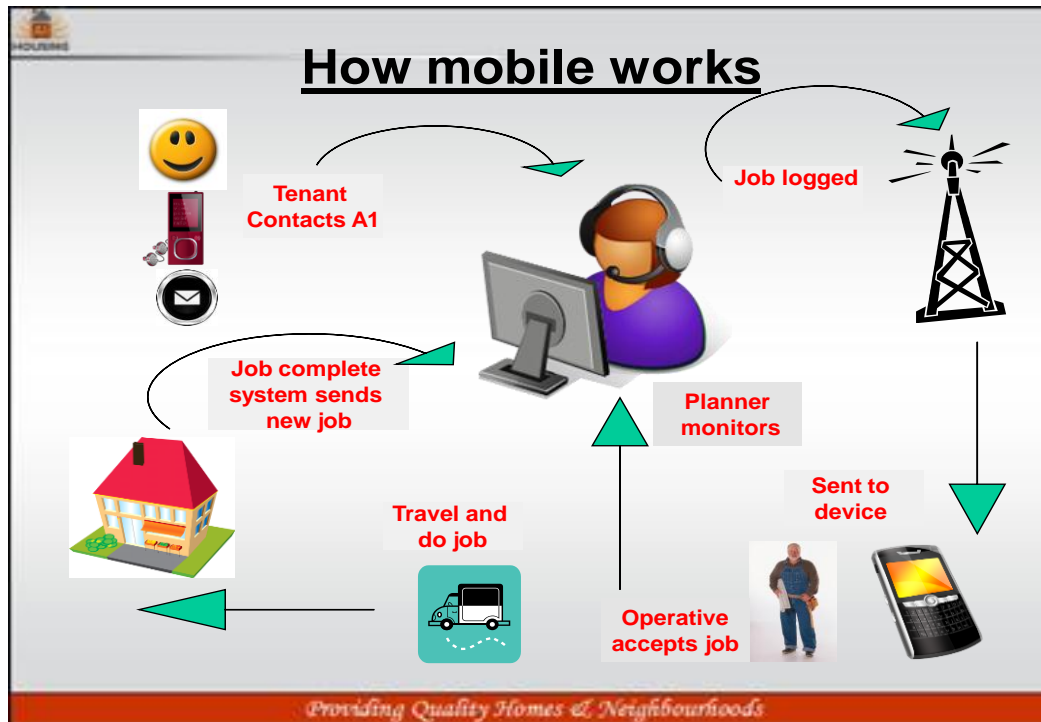 HOUSING
How mobile works
Tenant
Contacts A1
Job logged
Job complete
system sends
new job
Planner
monitors
Sent to
device
Travel and
do job
Operative
accepts job
Providing Quality Homes & Neighbourhoods